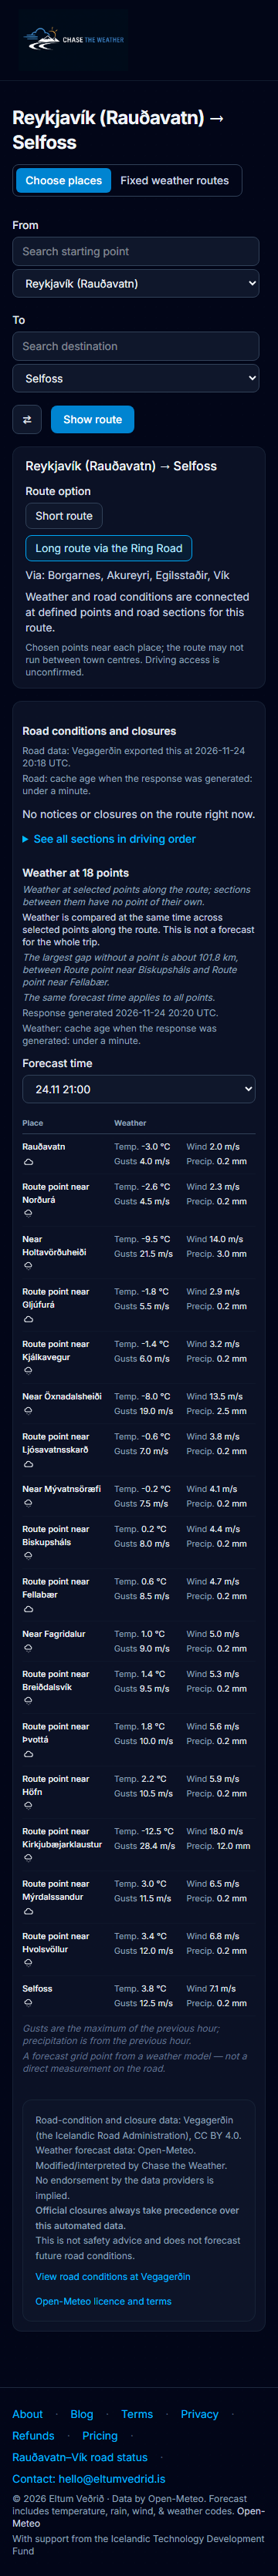 CHASE THE WEATHER
Reykjavík (Rauðavatn) →
Selfoss
Choose places
Fixed weather routes
From
Search starting point
Reykjavík (Rauðavatn)
To
Search destination
Selfoss
⇄
Show route
Reykjavík (Rauðavatn) → Selfoss
Route option
Short route
Long route via the Ring Road
Via: Borgarnes, Akureyri, Egilsstaðir, Vík
Weather and road conditions are connected
at defined points and road sections for this
route.
Chosen points near each place; the route may not
run between town centres. Driving access is
unconfirmed.
Road conditions and closures
Road data: Vegagerðin exported this at 2026-11-24
20:18 UTC.
Road: cache age when the response was generated:
under a minute.
No notices or closures on the route right now.
▶ See all sections in driving order
Weather at 18 points
Weather at selected points along the route; sections
between them have no point of their own.
Weather is compared at the same time across
selected points along the route. This is not a forecast
for the whole trip.
The largest gap without a point is about 101.8 km,
between Route point near Biskupsháls and Route
point near Fellabær.
The same forecast time applies to all points.
Response generated 2026-11-24 20:20 UTC.
Weather: cache age when the response was
generated: under a minute.
Forecast time
24.11 21:00
Place Weather
Rauðavatn Temp. -3.0 °C Wind 2.0 m/s
Gusts 4.0 m/s Precip. 0.2 mm
Route point near Temp. -2.6 °C Wind 2.3 m/s
Norðurá Gusts 4.5 m/s Precip. 0.2 mm
Near Temp. -9.5 °C Wind 14.0 m/s
Holtavörðuheiði Gusts 21.5 m/s Precip. 3.0 mm
Route point near Temp. -1.8 °C Wind 2.9 m/s
Gljúfurá Gusts 5.5 m/s Precip. 0.2 mm
Route point near Temp. -1.4 °C Wind 3.2 m/s
Kjálkavegur Gusts 6.0 m/s Precip. 0.2 mm
Near Öxnadalsheiði Temp. -8.0 °C Wind 13.5 m/s
Gusts 19.0 m/s Precip. 2.5 mm
Route point near Temp. -0.6 °C Wind 3.8 m/s
Ljósavatnsskarð Gusts 7.0 m/s Precip. 0.2 mm
Near Mývatnsöræfi Temp. -0.2 °C Wind 4.1 m/s
Gusts 7.5 m/s Precip. 0.2 mm
Route point near Temp. 0.2 °C Wind 4.4 m/s
Biskupsháls Gusts 8.0 m/s Precip. 0.2 mm
Route point near Temp. 0.6 °C Wind 4.7 m/s
Fellabær Gusts 8.5 m/s Precip. 0.2 mm
Near Fagridalur Temp. 1.0 °C Wind 5.0 m/s
Gusts 9.0 m/s Precip. 0.2 mm
Route point near Temp. 1.4 °C Wind 5.3 m/s
Breiðdalsvík Gusts 9.5 m/s Precip. 0.2 mm
Route point near Temp. 1.8 °C Wind 5.6 m/s
Þvottá Gusts 10.0 m/s Precip. 0.2 mm
Route point near Temp. 2.2 °C Wind 5.9 m/s
Höfn Gusts 10.5 m/s Precip. 0.2 mm
Route point near Temp. -12.5 °C Wind 18.0 m/s
Kirkjubæjarklaustur Gusts 28.4 m/s Precip. 12.0 mm
Route point near Temp. 3.0 °C Wind 6.5 m/s
Mýrdalssandur Gusts 11.5 m/s Precip. 0.2 mm
Route point near Temp. 3.4 °C Wind 6.8 m/s
Hvolsvöllur Gusts 12.0 m/s Precip. 0.2 mm
Selfoss Temp. 3.8 °C Wind 7.1 m/s
Gusts 12.5 m/s Precip. 0.2 mm
Gusts are the maximum of the previous hour;
precipitation is from the previous hour.
A forecast grid point from a weather model — not a
direct measurement on the road.
Road-condition and closure data: Vegagerðin
(the Icelandic Road Administration), CC BY 4.0.
Weather forecast data: Open-Meteo.
Modified/interpreted by Chase the Weather.
No endorsement by the data providers is
implied.
Official closures always take precedence over
this automated data.
This is not safety advice and does not forecast
future road conditions.
View road conditions at Vegagerðin
Open-Meteo licence and terms
About · Blog · Terms · Privacy ·
Refunds · Pricing ·
Rauðavatn–Vík road status ·
Contact: hello@eltumvedrid.is
© 2026 Eltum Veðrið · Data by Open-Meteo. Forecast
includes temperature, rain, wind, & weather codes. Open-
Meteo
With support from the Icelandic Technology Development
Fund